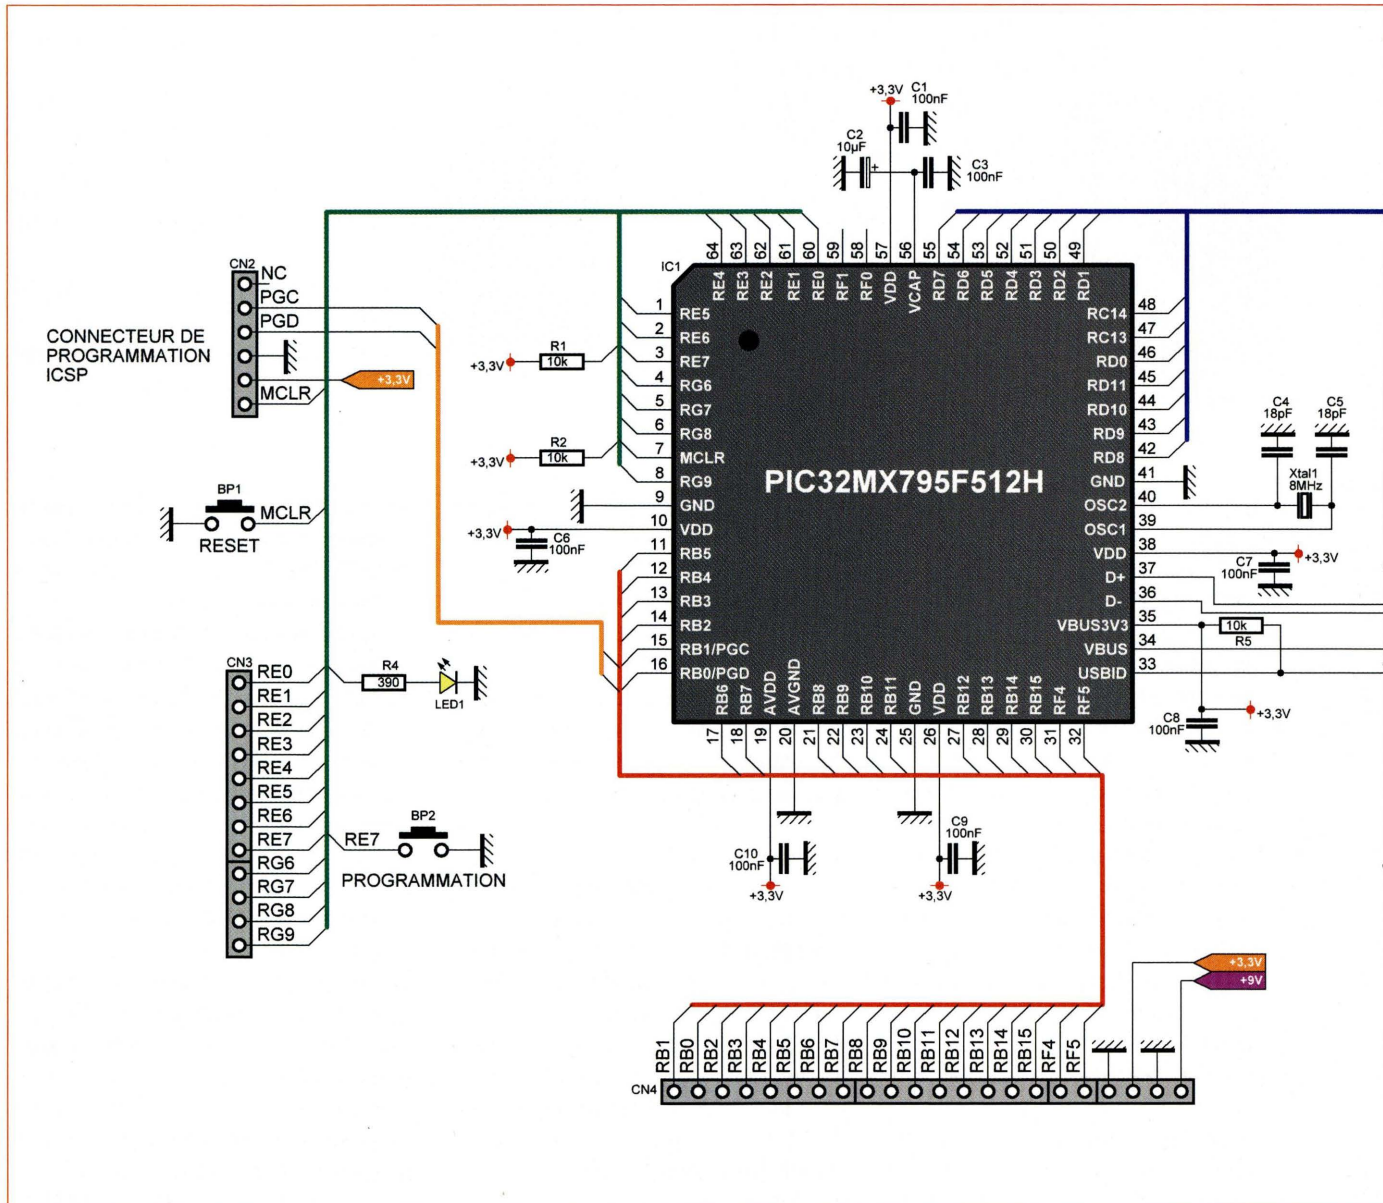 +3,3V
C1
100nF
C2
10µF
+
C3
100nF
64
63
62
61
60
59
58
57
56
55
54
53
52
51
50
49
IC1
RE4
RE3
RE2
RE1
RE0
RF1
RF0
VDD
VCAP
RD7
RD6
RD5
RD4
RD3
RD2
RD1
CN2
NC
PGC
PGD
+3,3V
MCLR
CONNECTEUR DE
PROGRAMMATION
ICSP
+3,3V
R1
10k
+3,3V
R2
10k
BP1
MCLR
RESET
+3,3V
C6
100nF
1 RE5
2 RE6
3 RE7
4 RG6
5 RG7
6 RG8
7 MCLR
8 RG9
9 GND
10 VDD
11 RB5
12 RB4
13 RB3
14 RB2
15 RB1/PGC
16 RB0/PGD
PIC32MX795F512H
RC14 48
RC13 47
RD0 46
RD11 45
RD10 44
RD9 43
RD8 42
GND 41
OSC2 40
OSC1 39
VDD 38
D+ 37
D- 36
VBUS3V3 35
VBUS 34
USBID 33
C4
18pF
C5
18pF
Xtal1
8MHz
+3,3V
C7
100nF
10k
R5
C8
100nF
+3,3V
RB6
RB7
AVDD
AVGND
RB8
RB9
RB10
RB11
GND
VDD
RB12
RB13
RB14
RB15
RF4
RF5
17
18
19
20
21
22
23
24
25
26
27
28
29
30
31
32
CN3
RE0
RE1
RE2
RE3
RE4
RE5
RE6
RE7
RG6
RG7
RG8
RG9
R4
390
LED1
RE7
BP2
PROGRAMMATION
C10
100nF
+3,3V
C9
100nF
+3,3V
+3,3V
+9V
CN4
RB1
RB0
RB2
RB3
RB4
RB5
RB6
RB7
RB8
RB9
RB10
RB11
RB12
RB13
RB14
RB15
RF4
RF5